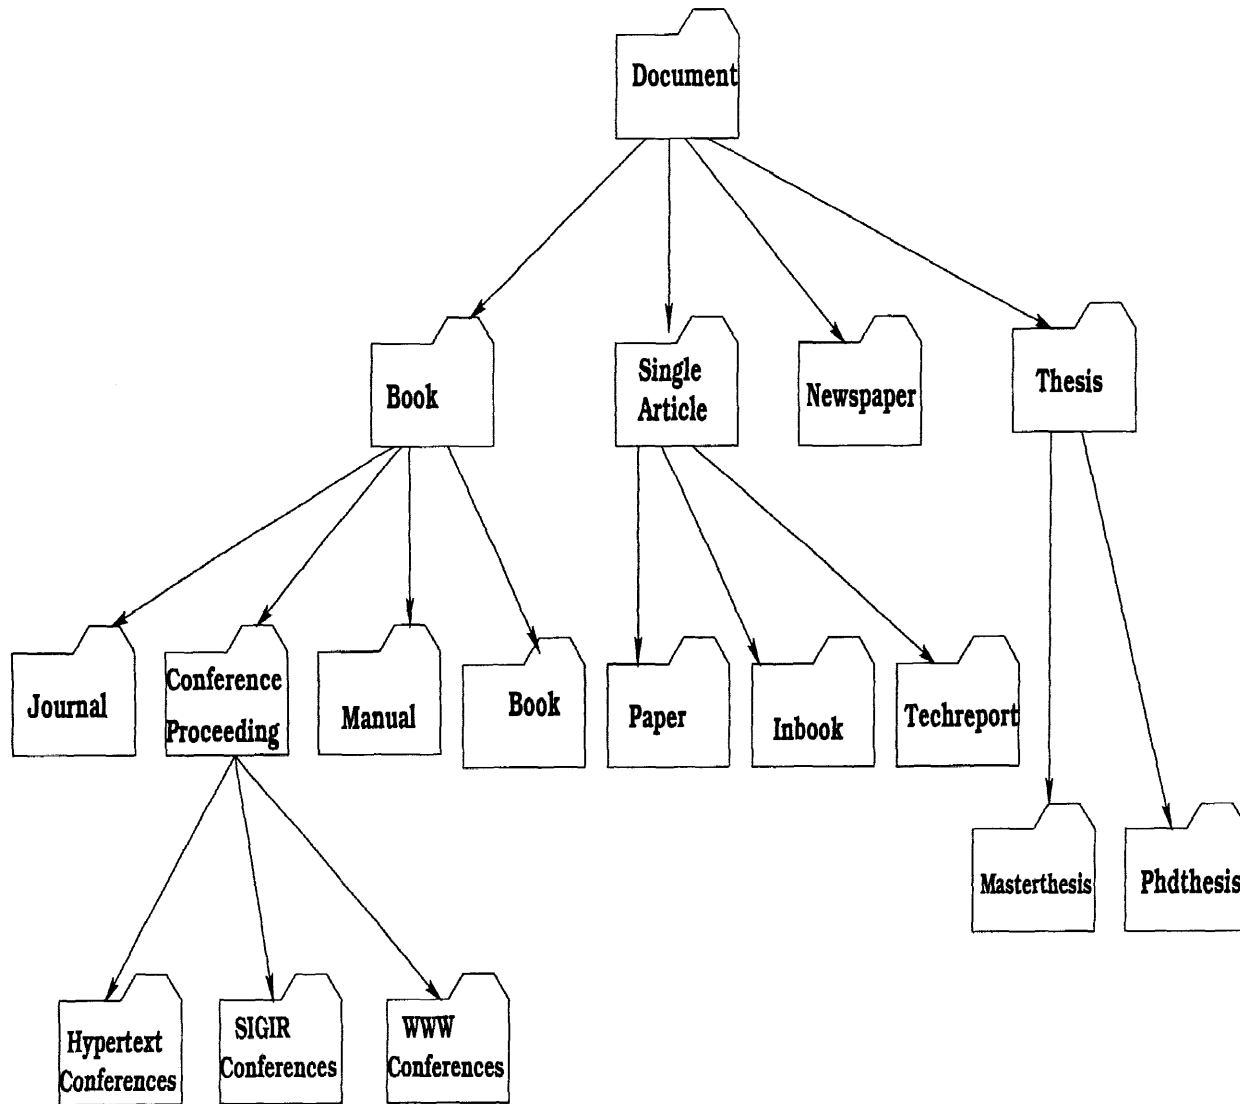 Document
Book
Single
Article
Newspaper
Thesis
Journal
Conference
Proceeding
Manual
Book
Paper
Inbook
Techreport
Masterthesis
Phdthesis
Hypertext
Conferences
SIGIR
Conferences
WWW
Conferences